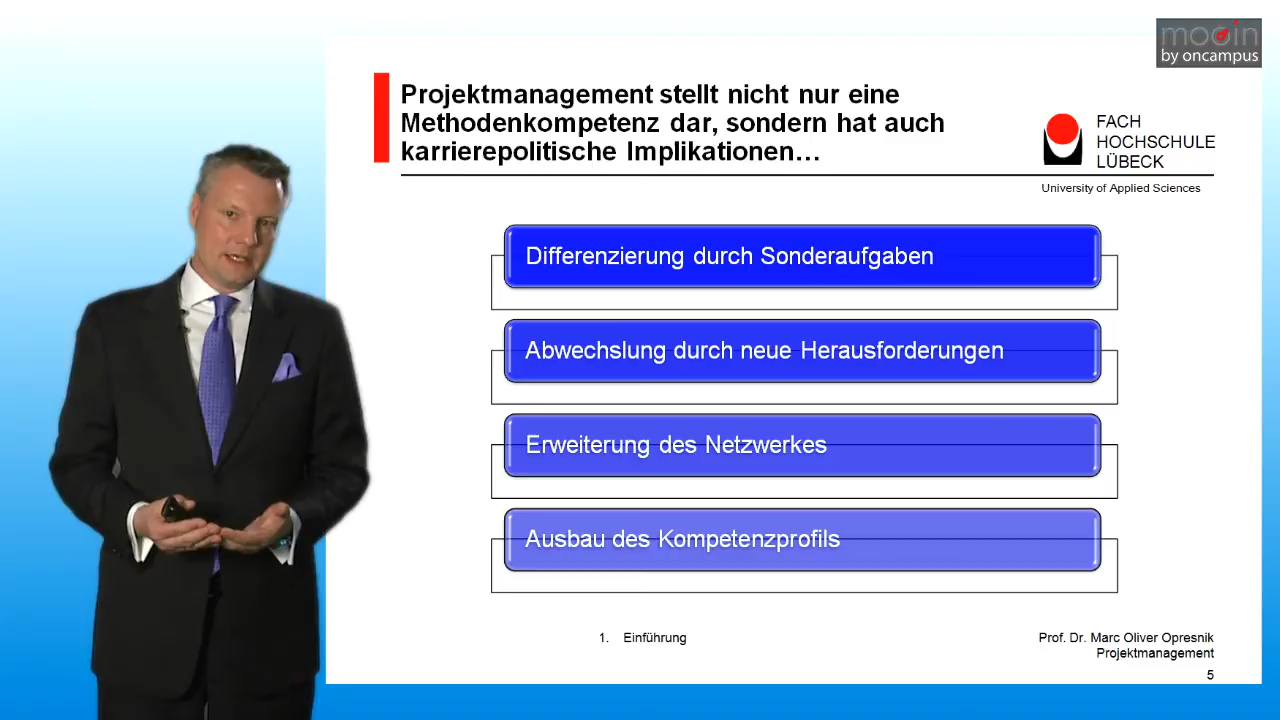 mooin
by oncampus
Projektmanagement stellt nicht nur eine
Methodenkompetenz dar, sondern hat auch
karrierepolitische Implikationen…
FACH
HOCHSCHULE
LÜBECK
University of Applied Sciences
Differenzierung durch Sonderaufgaben
Abwechslung durch neue Herausforderungen
Erweiterung des Netzwerkes
Ausbau des Kompetenzprofils
1. Einführung
Prof. Dr. Marc Oliver Opresnik
Projektmanagement
5